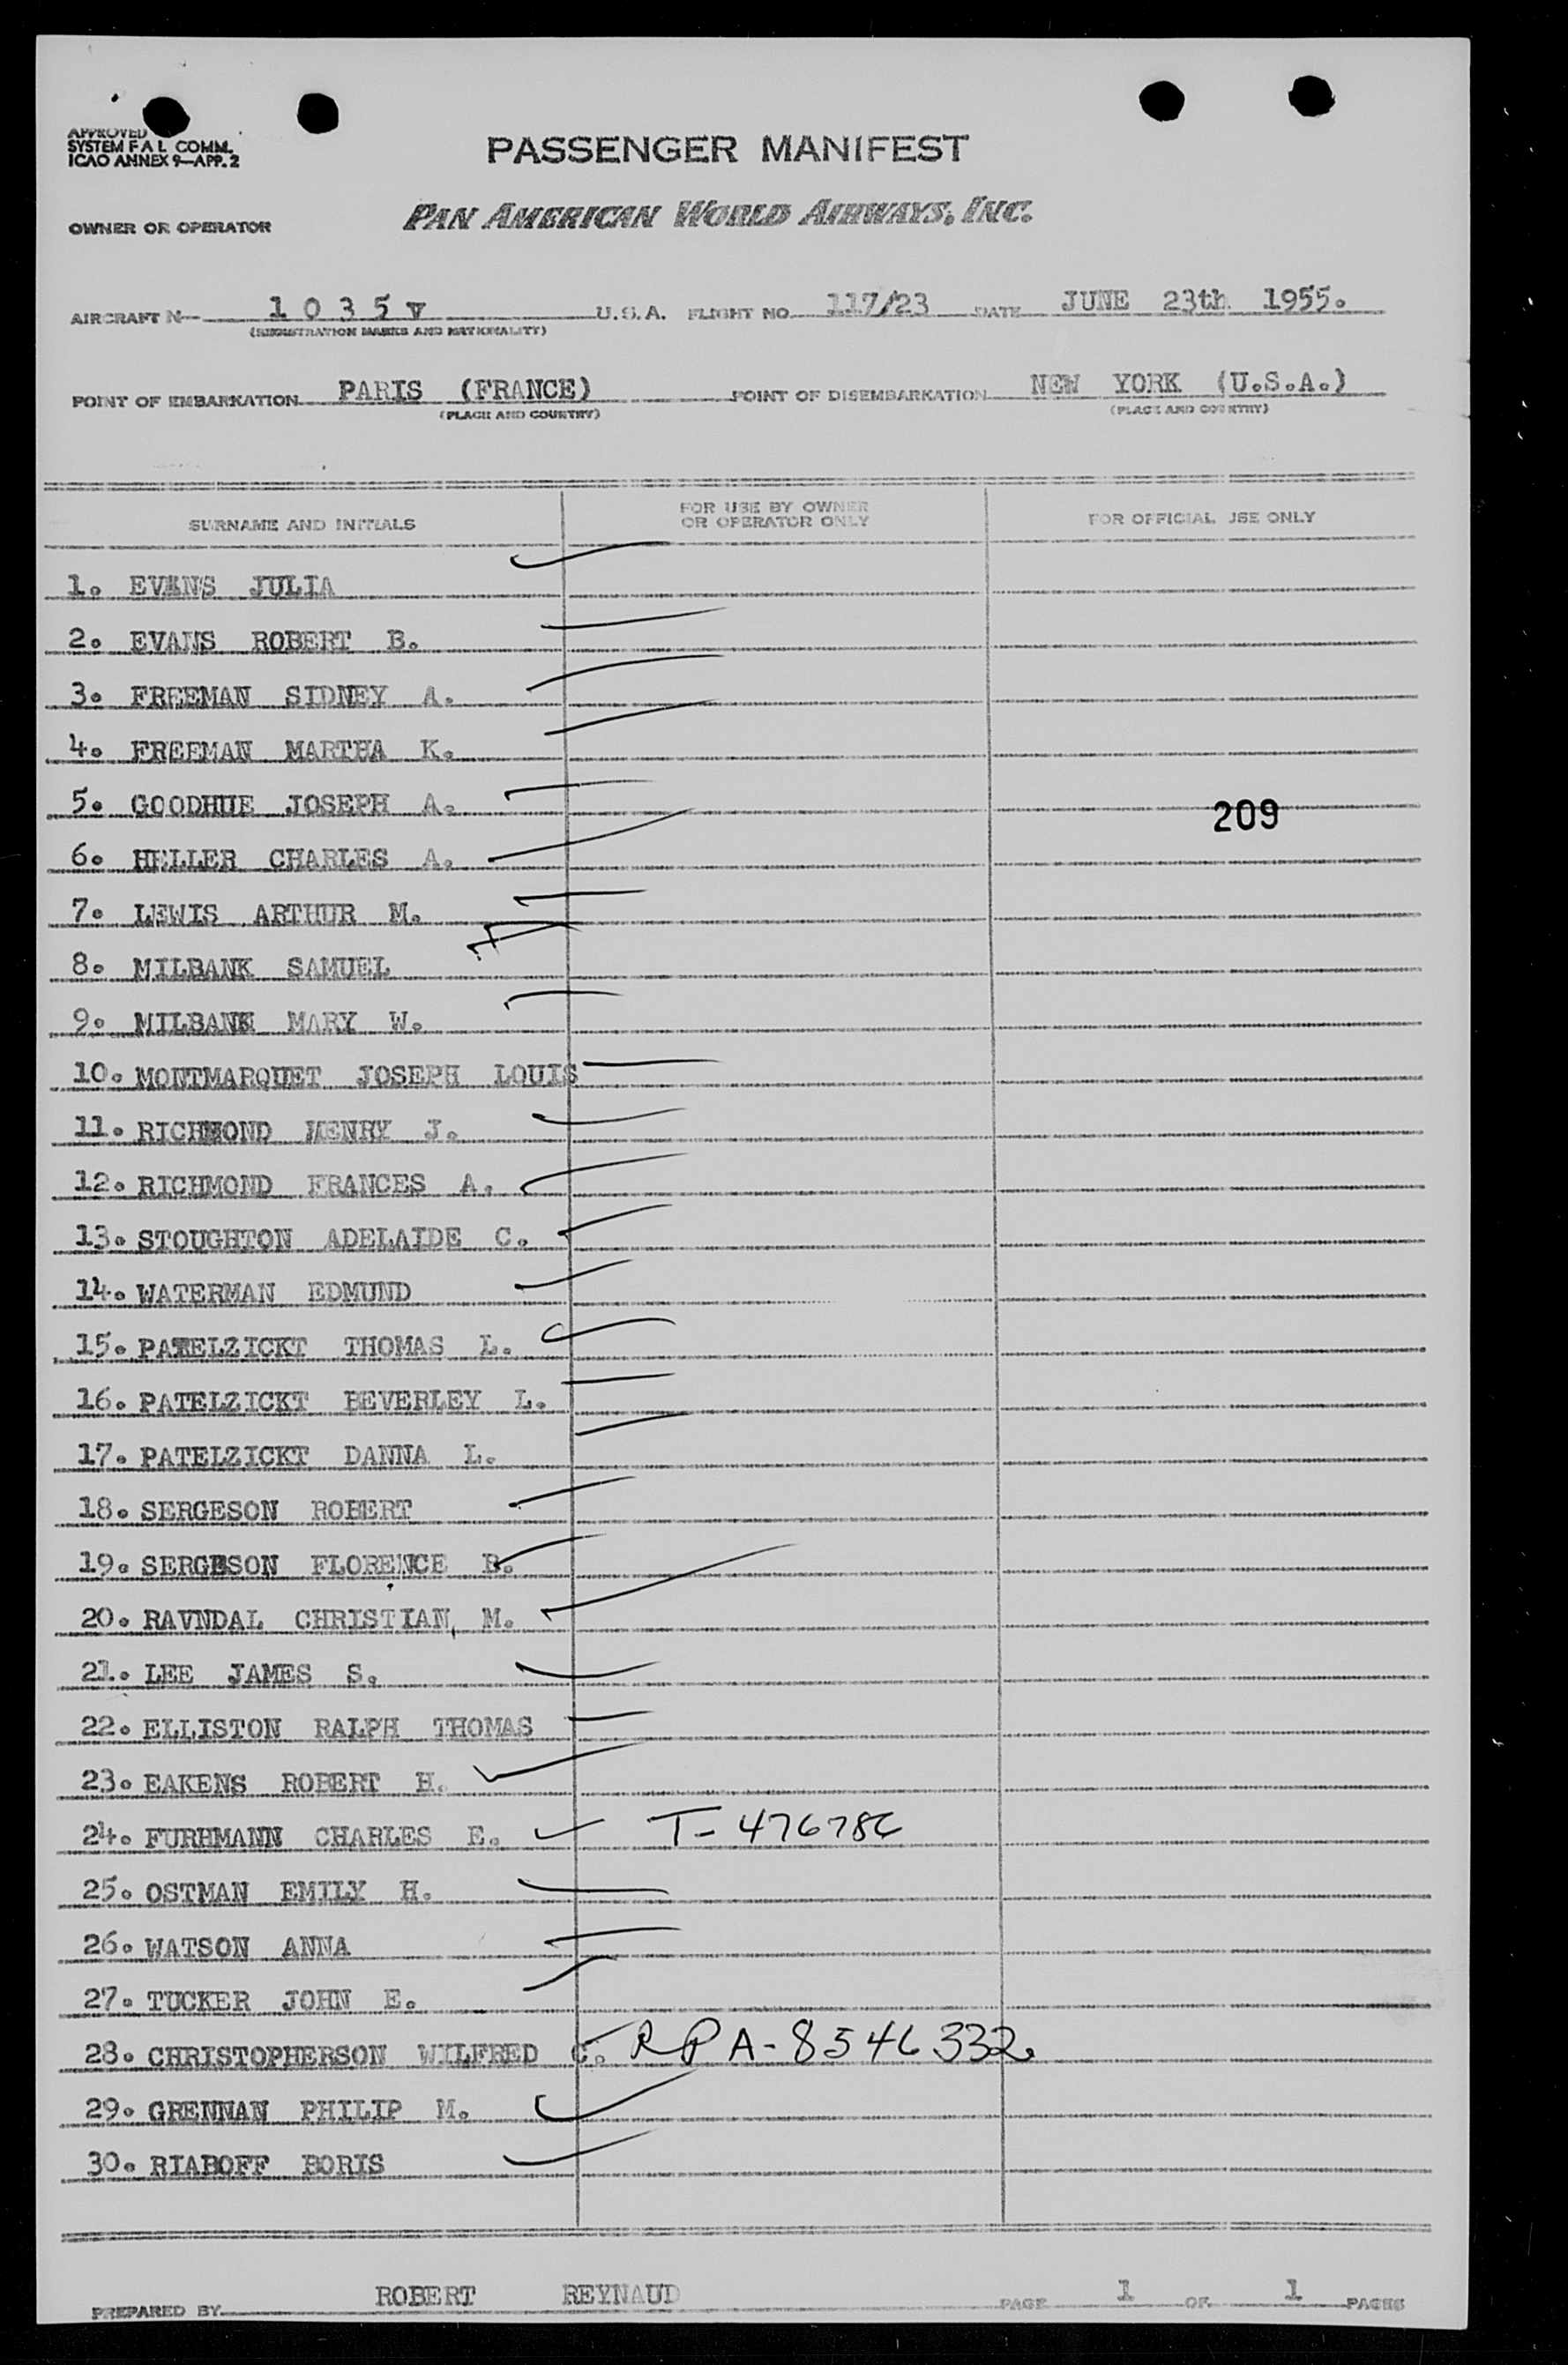 APPROVED
SYSTEM F A L COMM.
ICAO ANNEX 9—APP. 2
PASSENGER MANIFEST
OWNER OR OPERATOR PAN AMERICAN WORLD AIRWAYS, INC.
AIRCRAFT N 1 0 3 5 V U.S.A. FLIGHT NO. 117/23 DATE JUNE 23th 1955.
(REGISTRATION MARKS AND NATIONALITY)
POINT OF EMBARKATION PARIS (FRANCE) POINT OF DISEMBARKATION NEW YORK (U.S.A.)
(PLACE AND COUNTRY) (PLACE AND COUNTRY)
SURNAME AND INITIALS FOR USE BY OWNER OR OPERATOR ONLY FOR OFFICIAL USE ONLY
1. EVANS JULIA
2. EVANS ROBERT B.
3. FREEMAN SIDNEY A.
4. FREEMAN MARTHA K.
5. GOODHUE JOSEPH A.
209
6. HELLER CHARLES A.
7. LEWIS ARTHUR M.
8. MILBANK SAMUEL
9. MILBANK MARY W.
10. MONTMARQUET JOSEPH LOUIS
11. RICHMOND HENRY J.
12. RICHMOND FRANCES A.
13. STOUGHTON ADELAIDE C.
14. WATERMAN EDMUND
15. PATELZICKT THOMAS L.
16. PATELZICKT BEVERLEY L.
17. PATELZICKT DANNA L.
18. SERGESON ROBERT
19. SERGESON FLORENCE B.
20. RAVNDAL CHRISTIAN, M.
21. LEE JAMES S.
22. ELLISTON RALPH THOMAS
23. EAKENS ROBERT H.
24. FURHMANN CHARLES E. T-476786
25. OSTMAN EMILY H.
26. WATSON ANNA
27. TUCKER JOHN E.
28. CHRISTOPHERSON WILFRED C. RP A-8546332
29. GRENNAN PHILIP M.
30. RIABOFF BORIS
PREPARED BY ROBERT REYNAUD PAGE 1 OF 1 PAGES